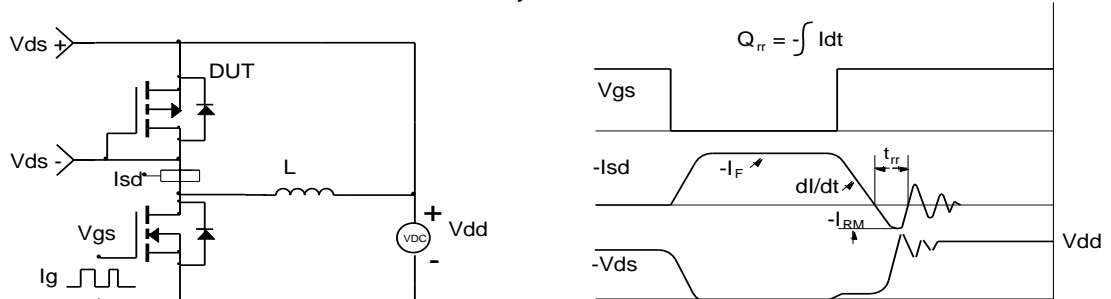 Vds +
DUT
Vds -
Isd
L
Vgs
Ig
+
VDC
-
Vdd
Qrr = -∫ Idt
Vgs
-Isd
-IF
dI/dt
trr
-IRM
-Vds
Vdd